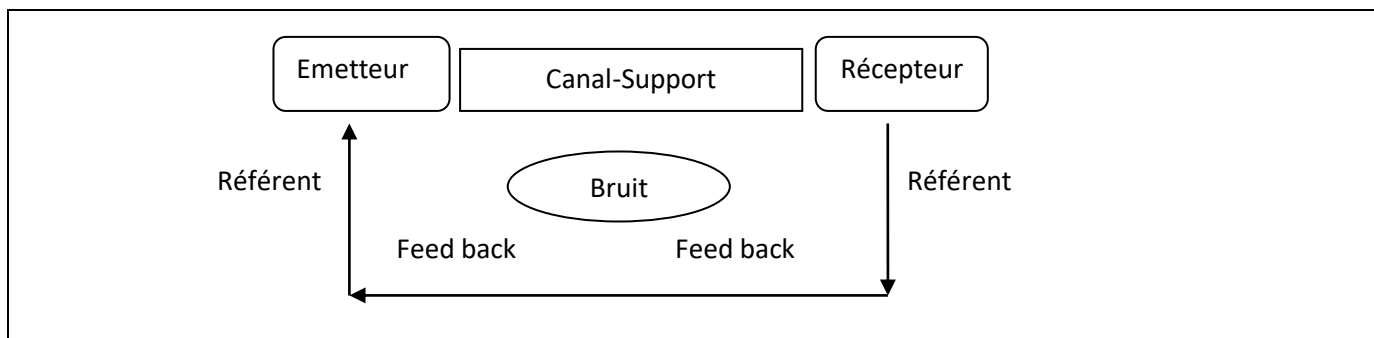 Emetteur
Canal-Support
Récepteur
Référent
Bruit
Référent
Feed back
Feed back